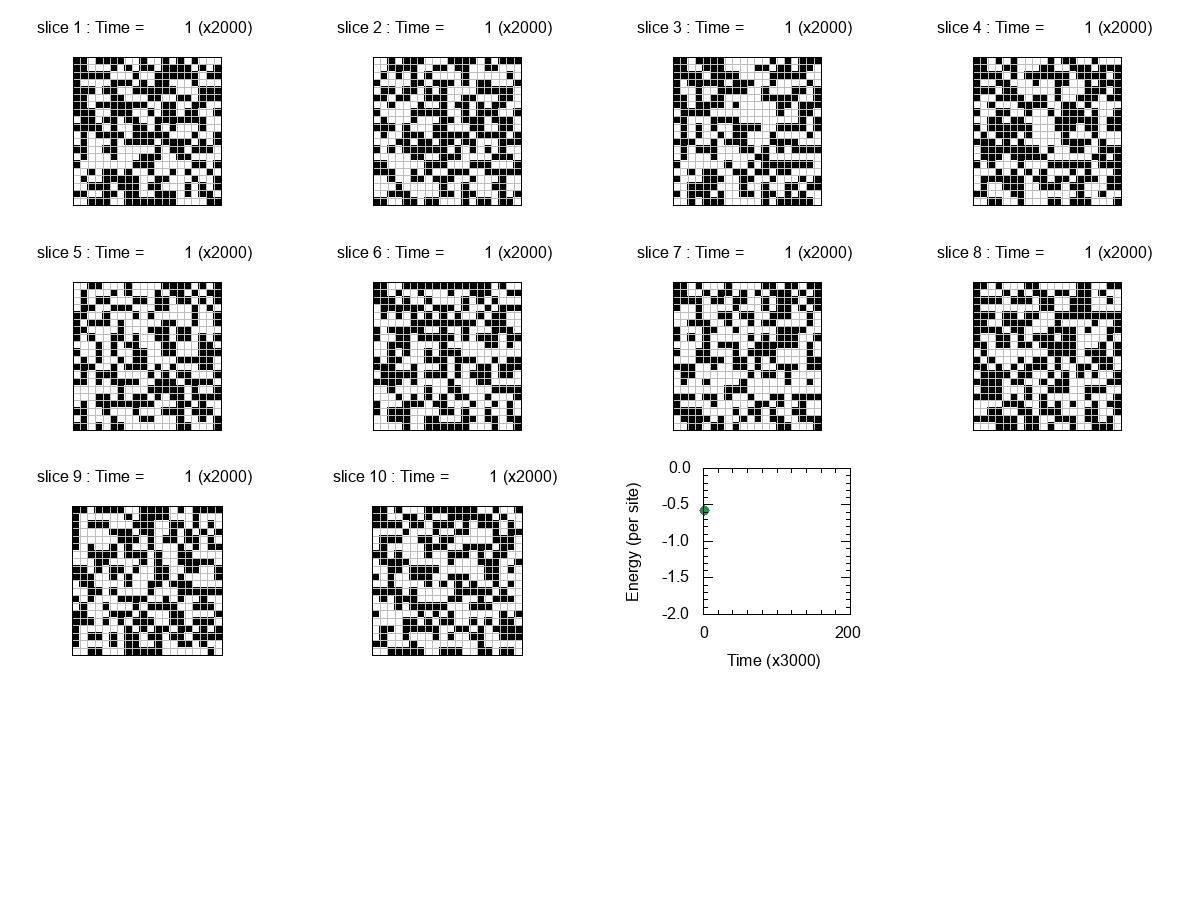 slice 1 : Time = 1 (x2000)
slice 2 : Time = 1 (x2000)
slice 3 : Time = 1 (x2000)
slice 4 : Time = 1 (x2000)
slice 5 : Time = 1 (x2000)
slice 6 : Time = 1 (x2000)
slice 7 : Time = 1 (x2000)
slice 8 : Time = 1 (x2000)
slice 9 : Time = 1 (x2000)
slice 10 : Time = 1 (x2000)
Energy (per site)
0.0
-0.5
-1.0
-1.5
-2.0
0 200
Time (x3000)